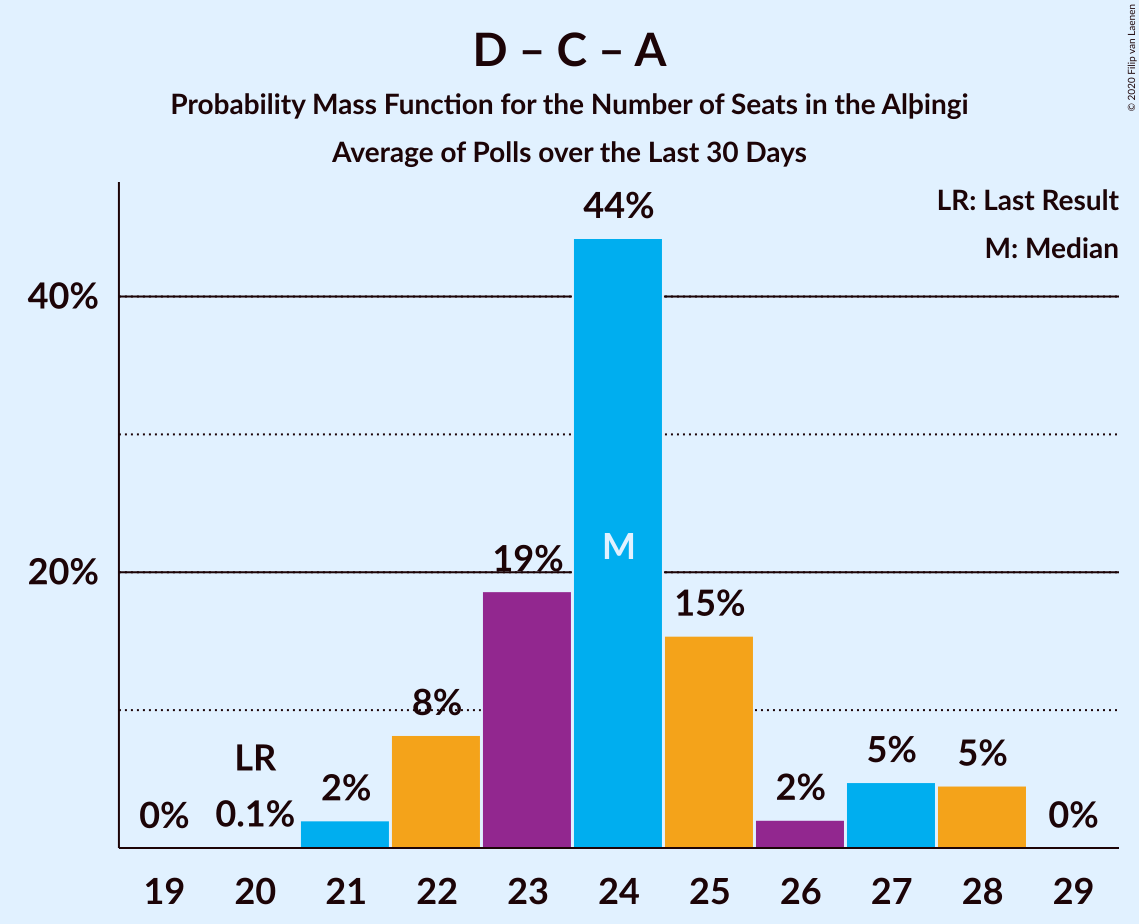 D – C – A
Probability Mass Function for the Number of Seats in the Alþingi
Average of Polls over the Last 30 Days
© 2020 Filip van Laenen
LR: Last Result
M: Median
40%
20%
0%
LR
0.1%
2%
8%
19%
44%
M
15%
2%
5%
5%
0%
19 20 21 22 23 24 25 26 27 28 29